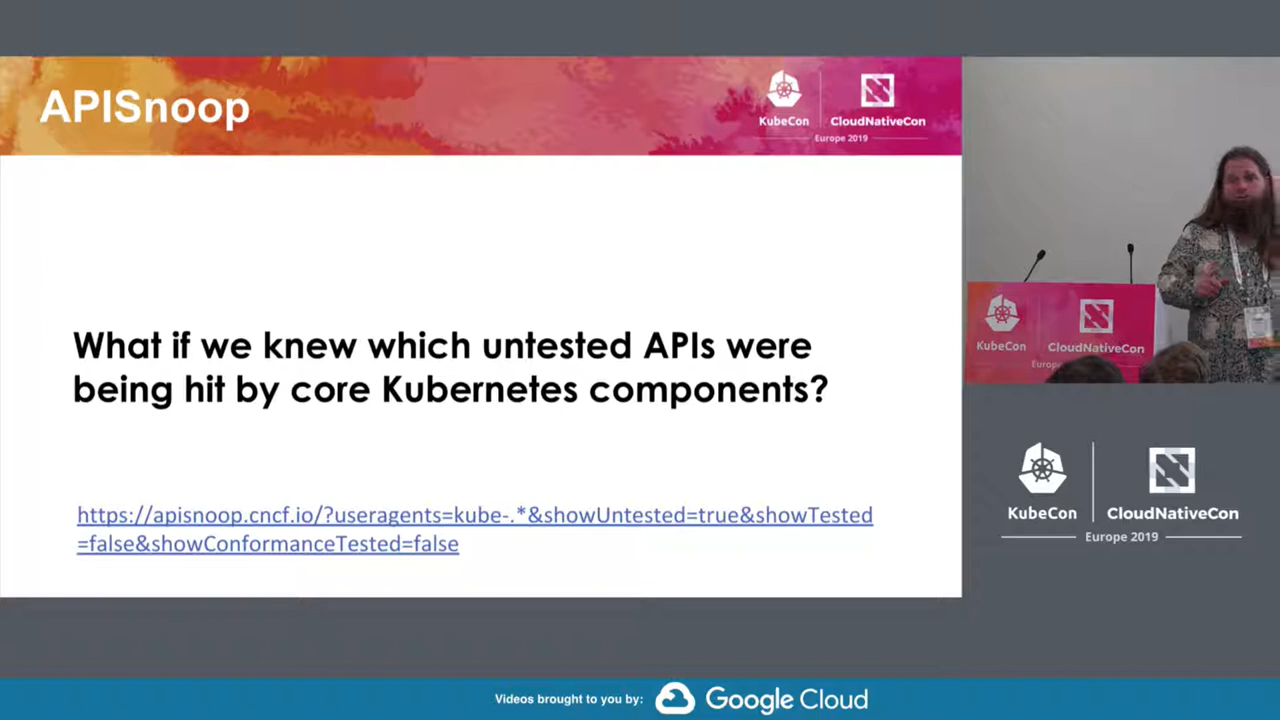 APISnoop
KubeCon
CloudNativeCon
Europe 2019
What if we knew which untested APIs were
being hit by core Kubernetes components?
https://apisnoop.cncf.io/?useragents=kube-.*&showUntested=true&showTested
=false&showConformanceTested=false
KubeCon
CloudNativeCon
Europe
KubeCon
CloudNativeCon
Europe 2019
Videos brought to you by:
Google Cloud